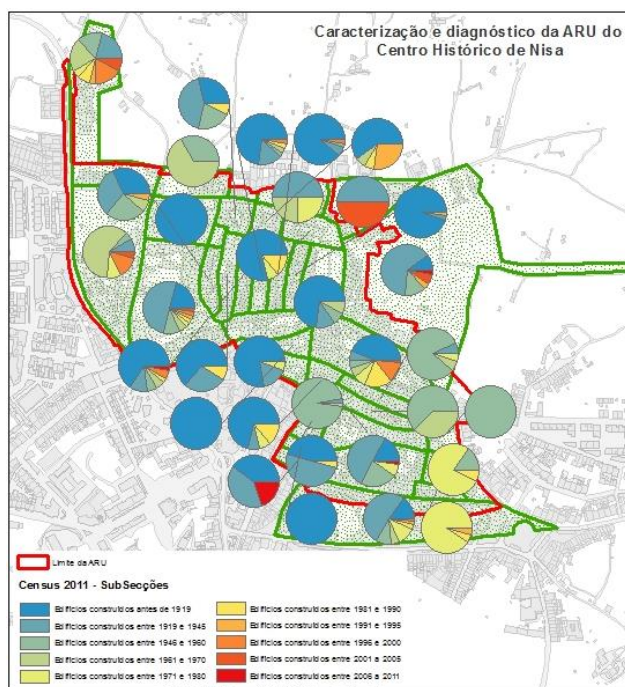 Caracterização e diagnóstico da ARU do
Centro Histórico de Nisa
Limite da ARU
Census 2011 - SubSecções
Edifícios construídos antes de 1919
Edifícios construídos entre 1919 e 1945
Edifícios construídos entre 1946 e 1960
Edifícios construídos entre 1961 e 1970
Edifícios construídos entre 1971 e 1980
Edifícios construídos entre 1981 e 1990
Edifícios construídos entre 1991 e 1995
Edifícios construídos entre 1996 e 2000
Edifícios construídos entre 2001 a 2005
Edifícios construídos entre 2006 a 2011